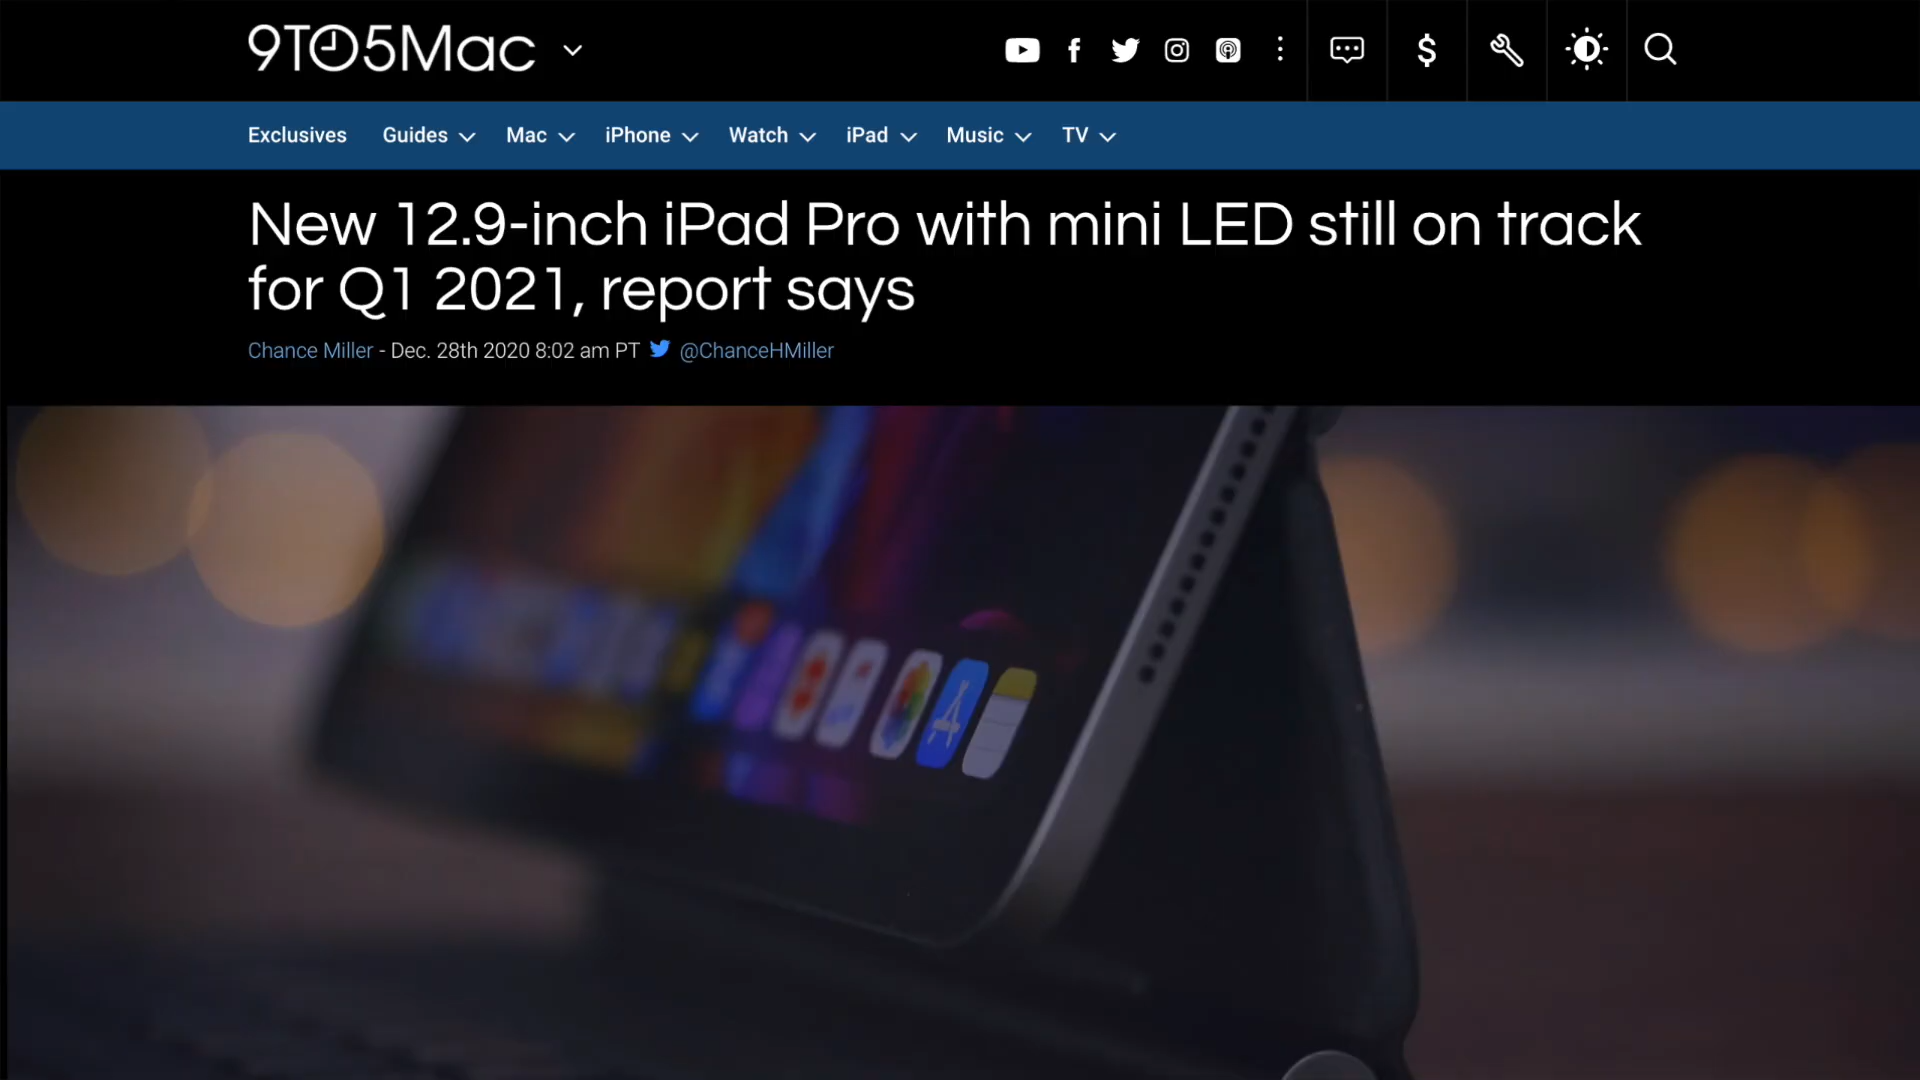 9TO5Mac
$
Exclusives Guides Mac iPhone Watch iPad Music TV
New 12.9-inch iPad Pro with mini LED still on track
for Q1 2021, report says
Chance Miller - Dec. 28th 2020 8:02 am PT @ChanceHMiller